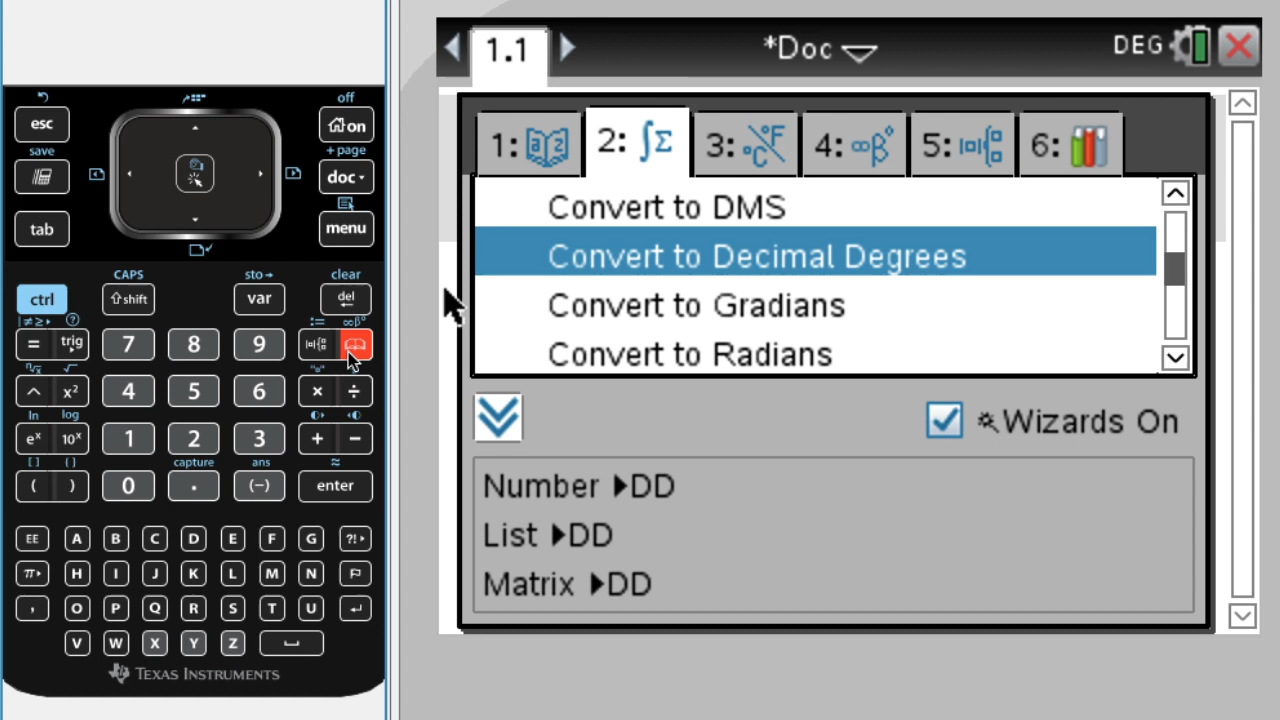 off
esc
on
save
+ page
doc
tab
menu
CAPS
sto→
clear
ctrl
⇧shift
var
del
|≠≥▸
:=
∞β°
=
trig
7
8
9
|□|{
ⁿ√x
√
"□"
^
x²
4
5
6
×
÷
ln
log
eˣ
10ˣ
1
2
3
+
−
[ ]
{ }
capture
ans
≈
(
)
0
.
(−)
enter
EE
A
B
C
D
E
F
G
?!▸
π▸
H
I
J
K
L
M
N
,
O
P
Q
R
S
T
U
V
W
X
Y
Z
TEXAS INSTRUMENTS
1.1
*Doc
DEG
1:
2: ∫Σ
3: °C °F
4: ∞β°
5: |□|{
6:
Convert to DMS
Convert to Decimal Degrees
Convert to Gradians
Convert to Radians
Wizards On
Number ▶DD
List ▶DD
Matrix ▶DD